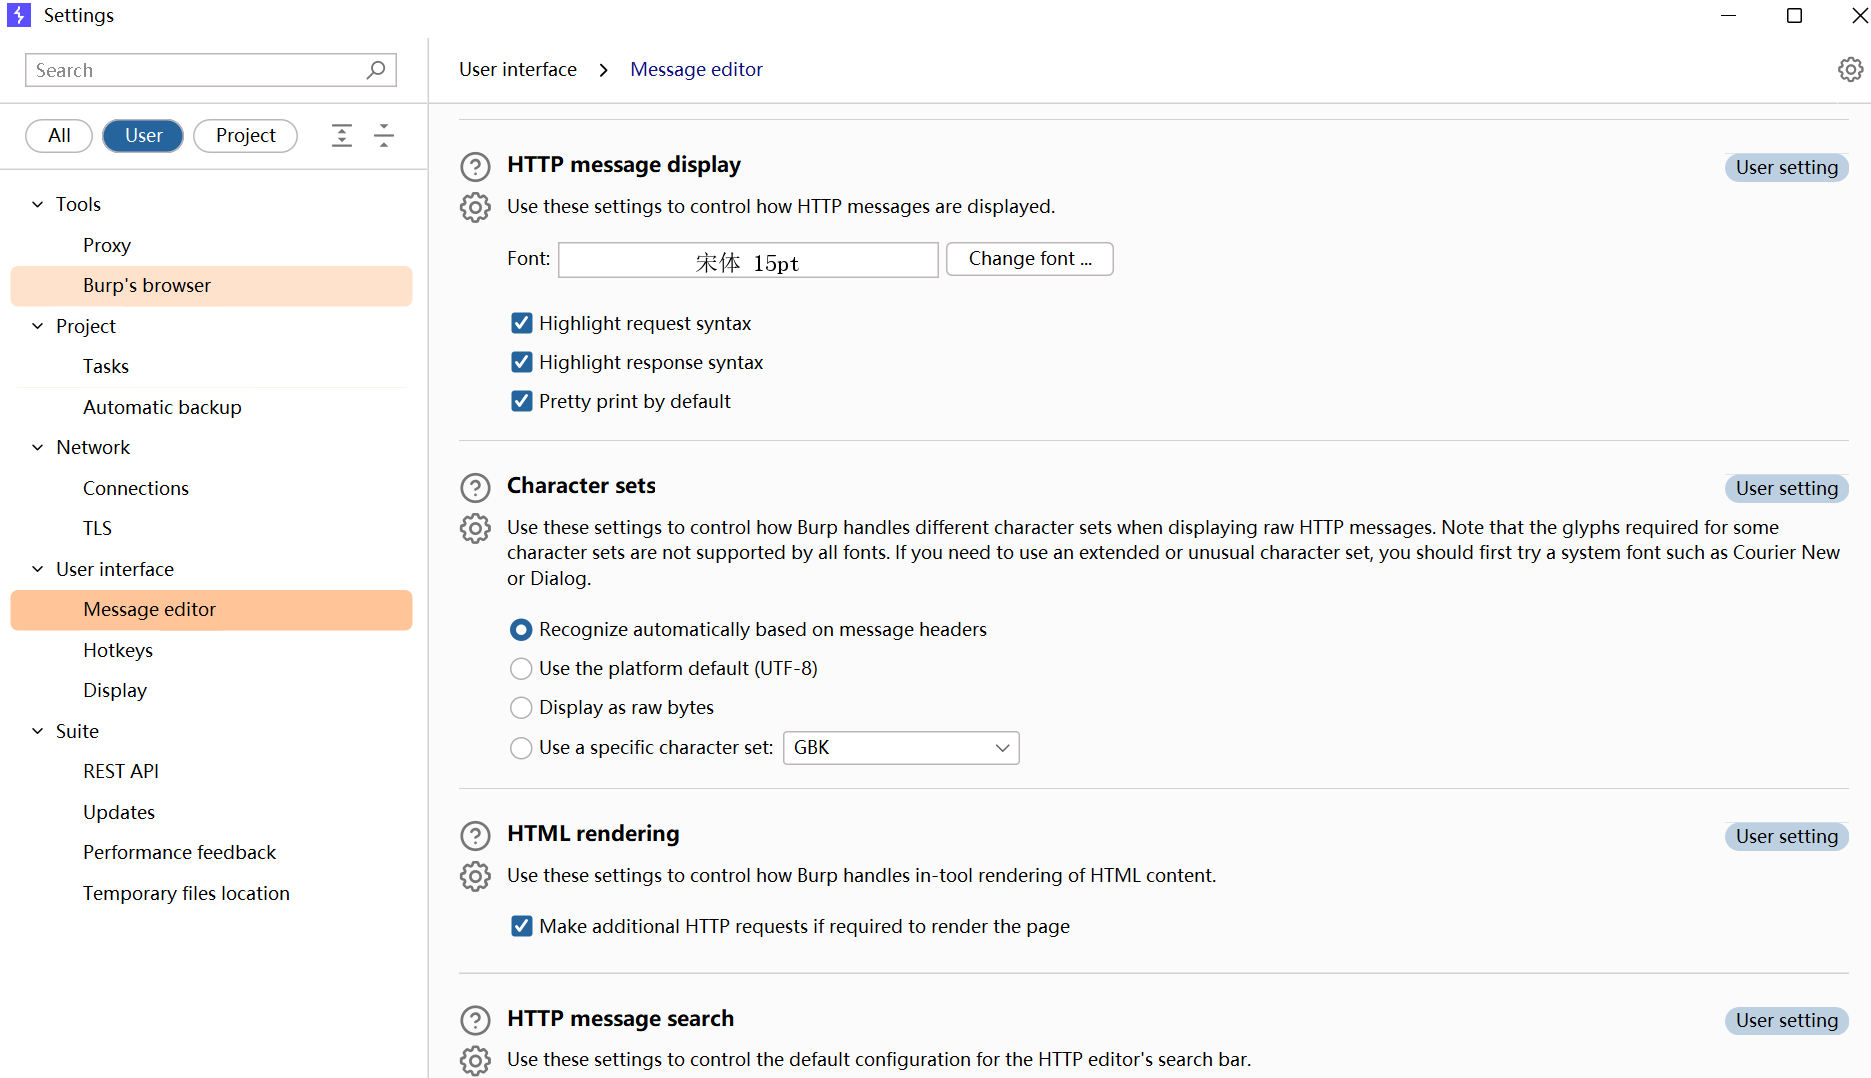 Settings
Search
All
User
Project
Tools
Proxy
Burp's browser
Project
Tasks
Automatic backup
Network
Connections
TLS
User interface
Message editor
Hotkeys
Display
Suite
REST API
Updates
Performance feedback
Temporary files location
User interface > Message editor
HTTP message display
User setting
Use these settings to control how HTTP messages are displayed.
Font: 宋体 15pt Change font ...
Highlight request syntax
Highlight response syntax
Pretty print by default
Character sets
User setting
Use these settings to control how Burp handles different character sets when displaying raw HTTP messages. Note that the glyphs required for some
character sets are not supported by all fonts. If you need to use an extended or unusual character set, you should first try a system font such as Courier New
or Dialog.
Recognize automatically based on message headers
Use the platform default (UTF-8)
Display as raw bytes
Use a specific character set: GBK
HTML rendering
User setting
Use these settings to control how Burp handles in-tool rendering of HTML content.
Make additional HTTP requests if required to render the page
HTTP message search
User setting
Use these settings to control the default configuration for the HTTP editor's search bar.